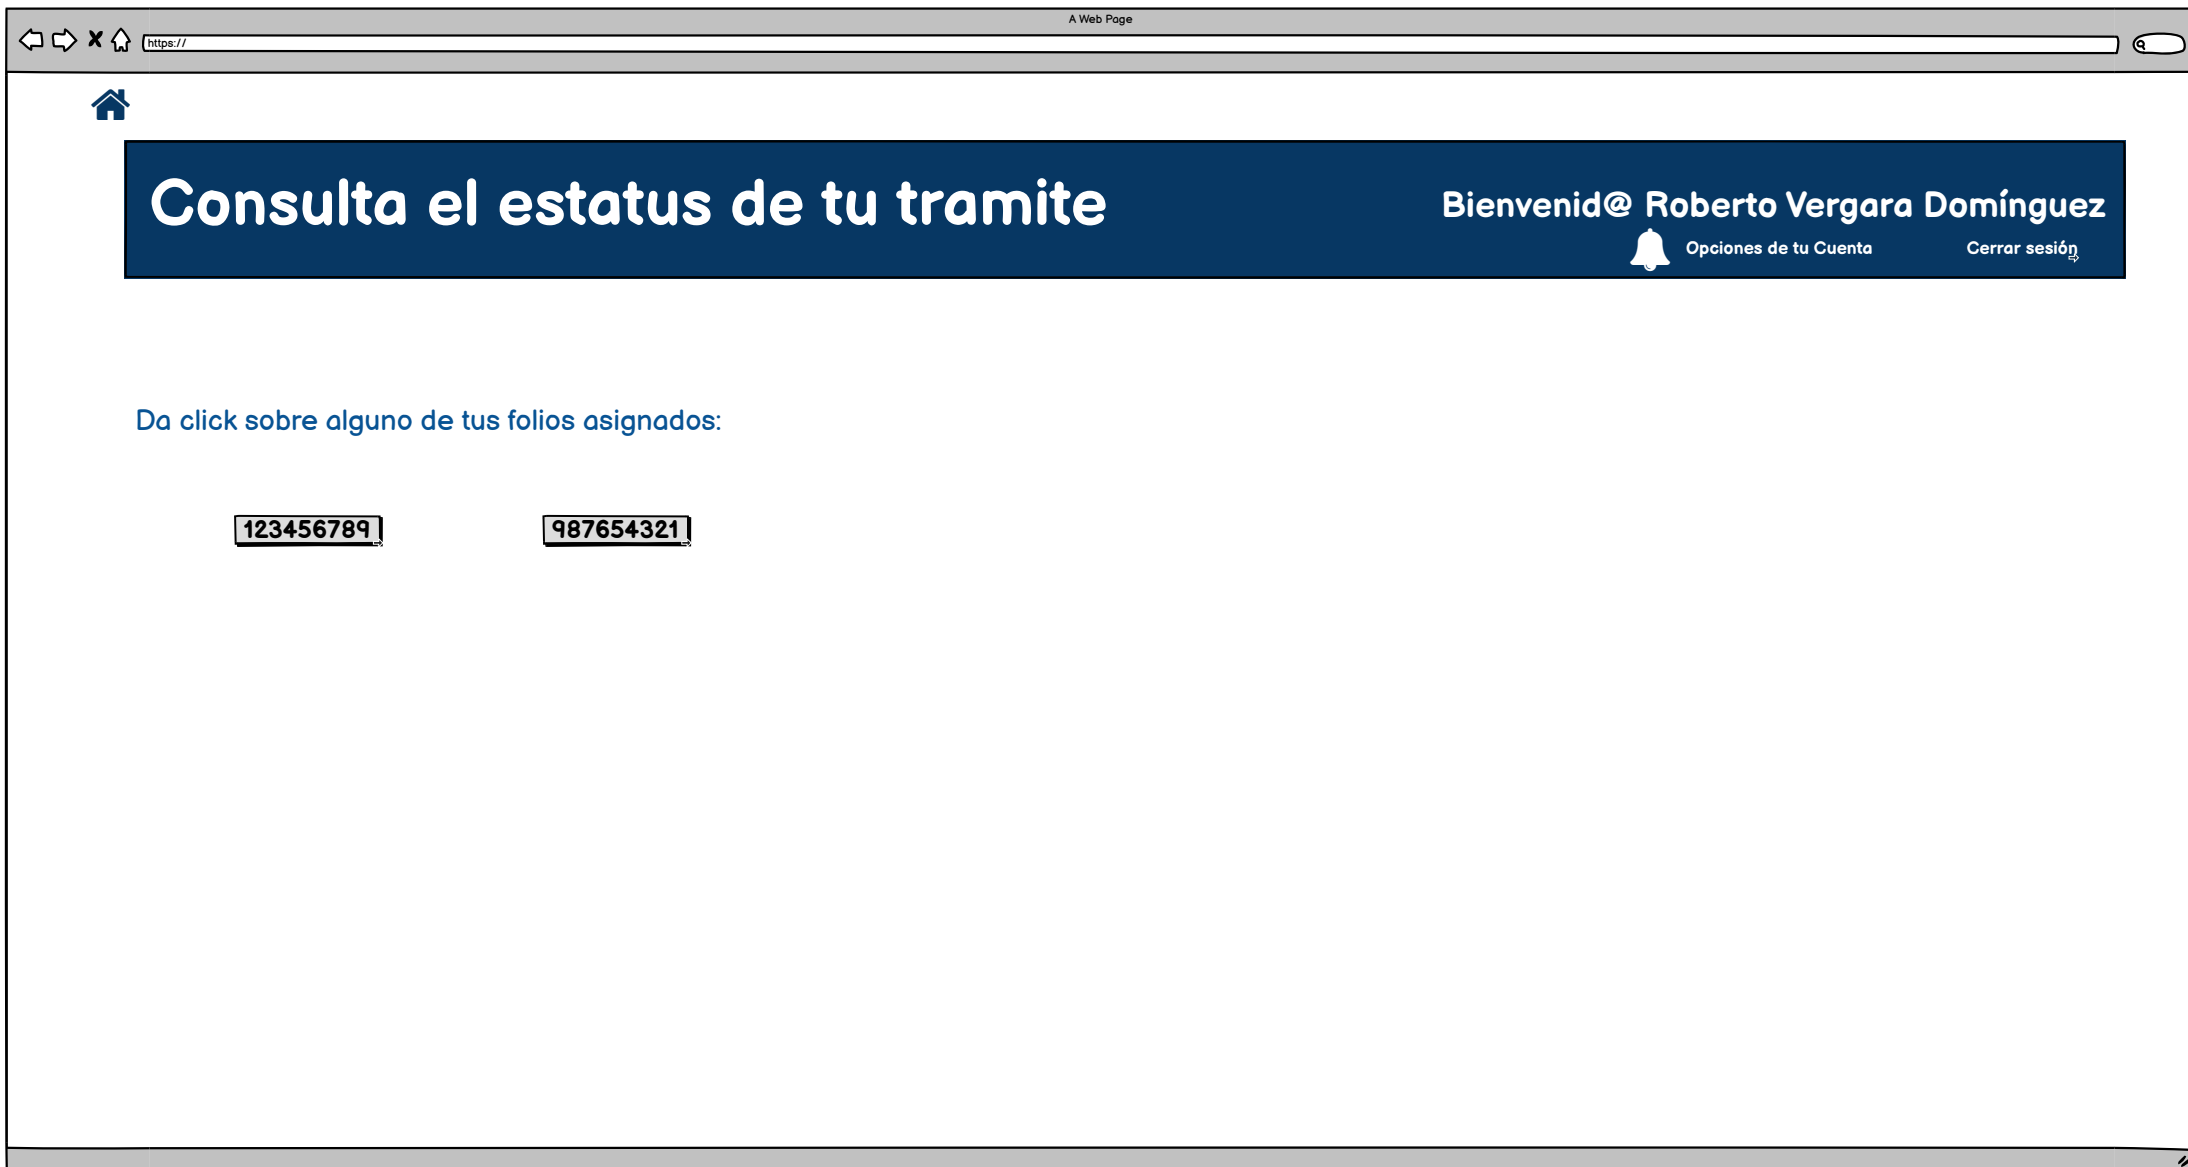 A Web Page
https://
Consulta el estatus de tu tramite
Bienvenid@ Roberto Vergara Domínguez
Opciones de tu Cuenta
Cerrar sesión
Da click sobre alguno de tus folios asignados:
123456789
987654321